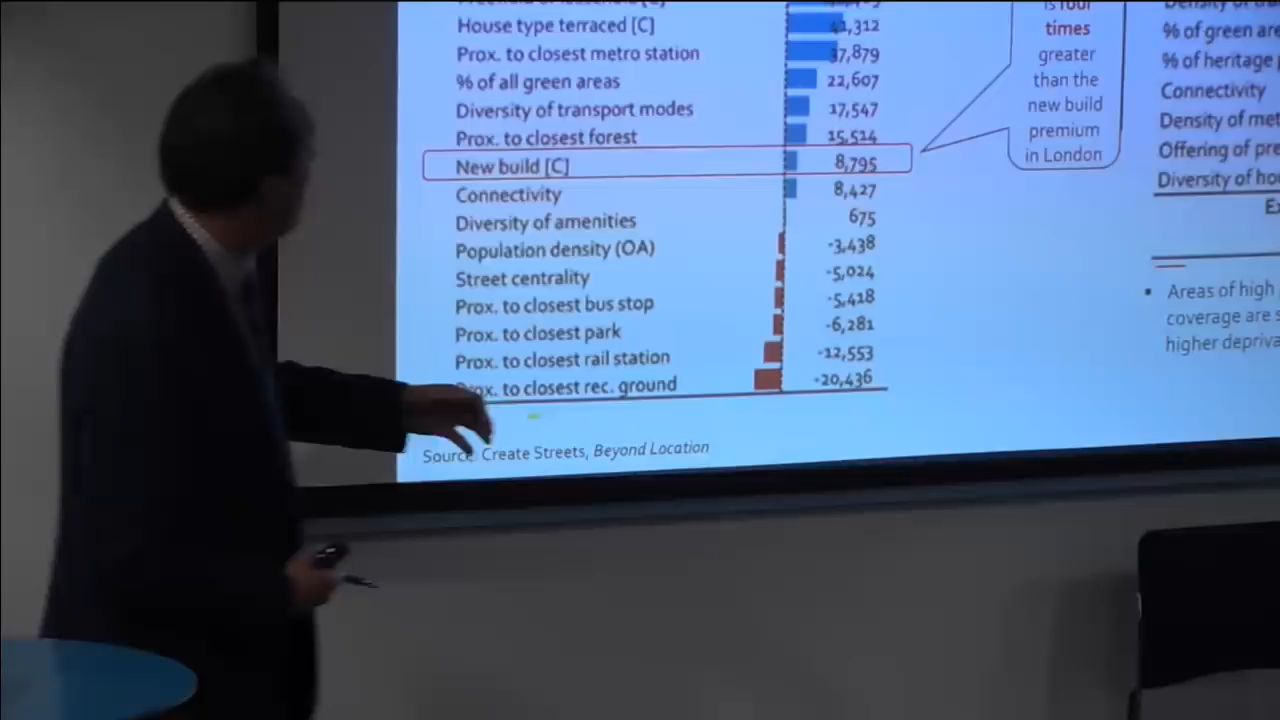 House type terraced [C] 41,312
Prox. to closest metro station 37,879
% of all green areas 22,607
Diversity of transport modes 17,547
Prox. to closest forest 15,514
New build [C] 8,795
Connectivity 8,427
Diversity of amenities 675
Population density (OA) -3,438
Street centrality -5,024
Prox. to closest bus stop -5,418
Prox. to closest park -6,281
Prox. to closest rail station -12,553
Prox. to closest rec. ground -20,436
Source: Create Streets, Beyond Location
is four
times
greater
than the
new build
premium
in London
% of green are
% of heritage
Connectivity
Density of met
Offering of pre
Diversity of ho
Ex
• Areas of high
coverage are s
higher depriva